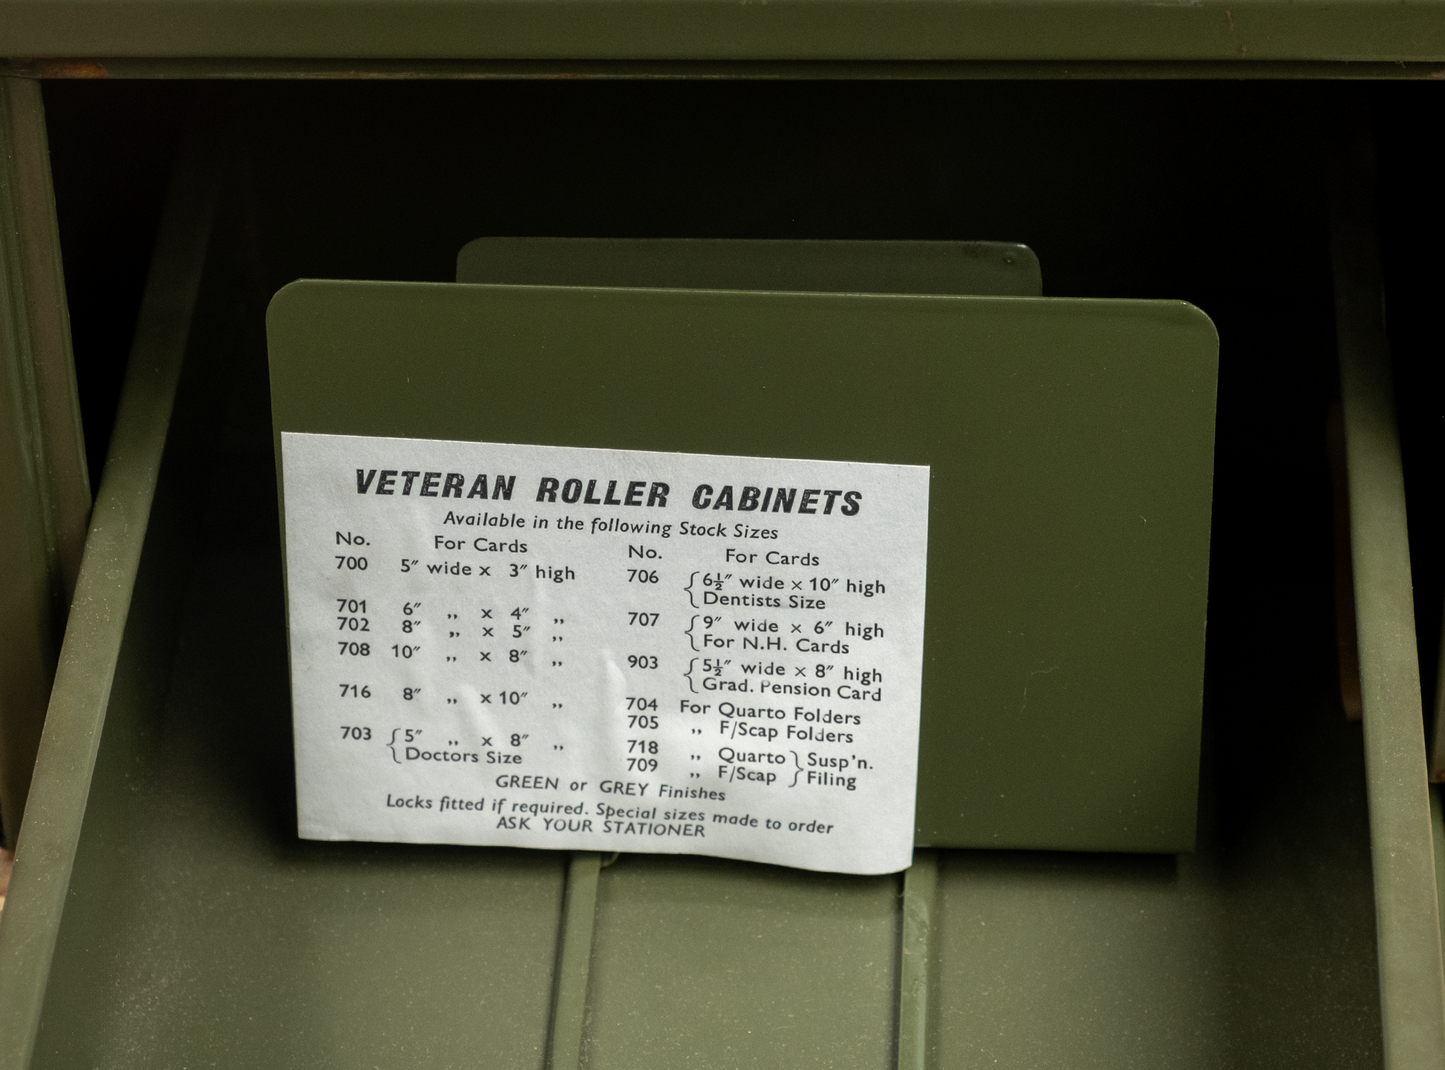 VETERAN ROLLER CABINETS
Available in the following Stock Sizes
No. For Cards
700 5″ wide x 3″ high
701 6″ ,, x 4″ ,,
702 8″ ,, x 5″ ,,
708 10″ ,, x 8″ ,,
716 8″ ,, x 10″ ,,
703 { 5″ ,, x 8″ ,,
Doctors Size
No. For Cards
706 { 6½″ wide x 10″ high
Dentists Size
707 { 9″ wide x 6″ high
For N.H. Cards
903 { 5½″ wide x 8″ high
Grad. Pension Card
704 For Quarto Folders
705 ,, F/Scap Folders
718 ,, Quarto } Susp'n.
709 ,, F/Scap } Filing
GREEN or GREY Finishes
Locks fitted if required. Special sizes made to order
ASK YOUR STATIONER